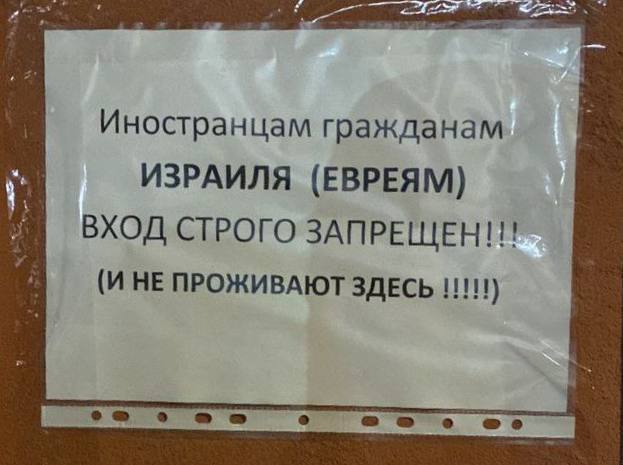 Иностранцам гражданам
ИЗРАИЛЯ (ЕВРЕЯМ)
ВХОД СТРОГО ЗАПРЕЩЕН!!!
(И НЕ ПРОЖИВАЮТ ЗДЕСЬ !!!!!)